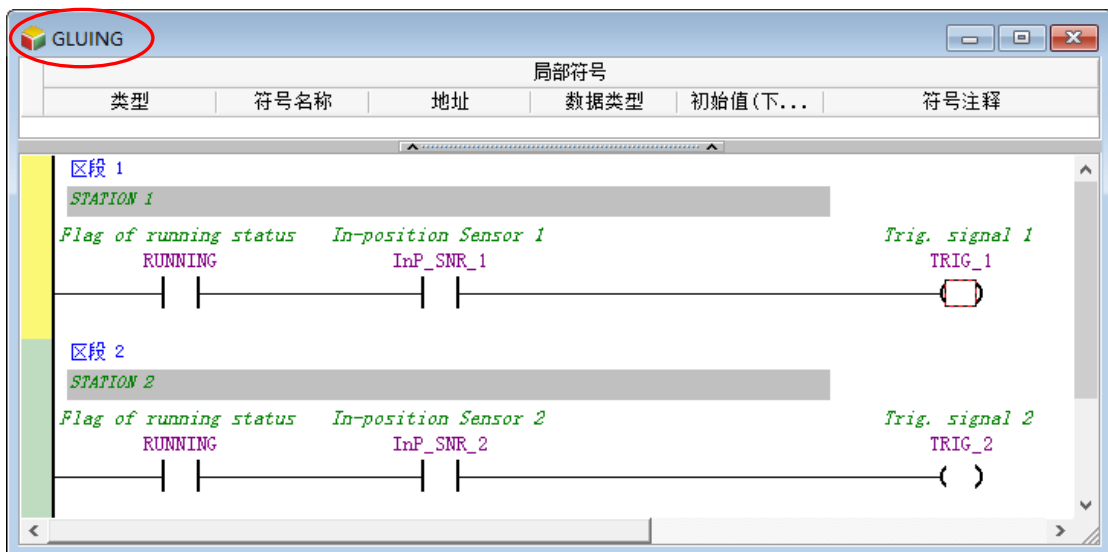 GLUING
局部符号
类型 符号名称 地址 数据类型 初始值(下... 符号注释
区段 1
STATION 1
Flag of running status In-position Sensor 1 Trig. signal 1
RUNNING InP_SNR_1 TRIG_1
区段 2
STATION 2
Flag of running status In-position Sensor 2 Trig. signal 2
RUNNING InP_SNR_2 TRIG_2